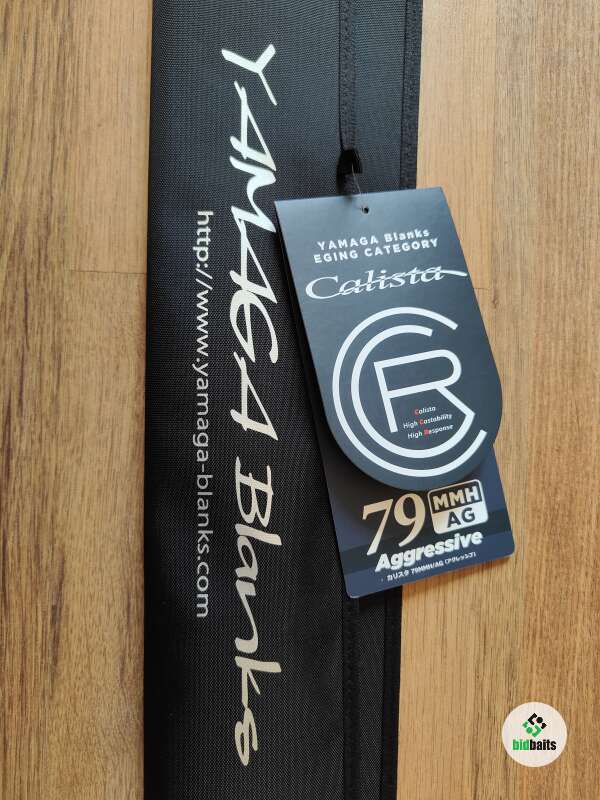 YAMAGA Blanks
http://www.yamaga-blanks.com
YAMAGA Blanks
EGING CATEGORY
Calista
CCR
Calista
High Castability
High Response
79 MMH
AG
Aggressive
カリスタ 79MMH/AG (アグレッシブ)
bidbaits